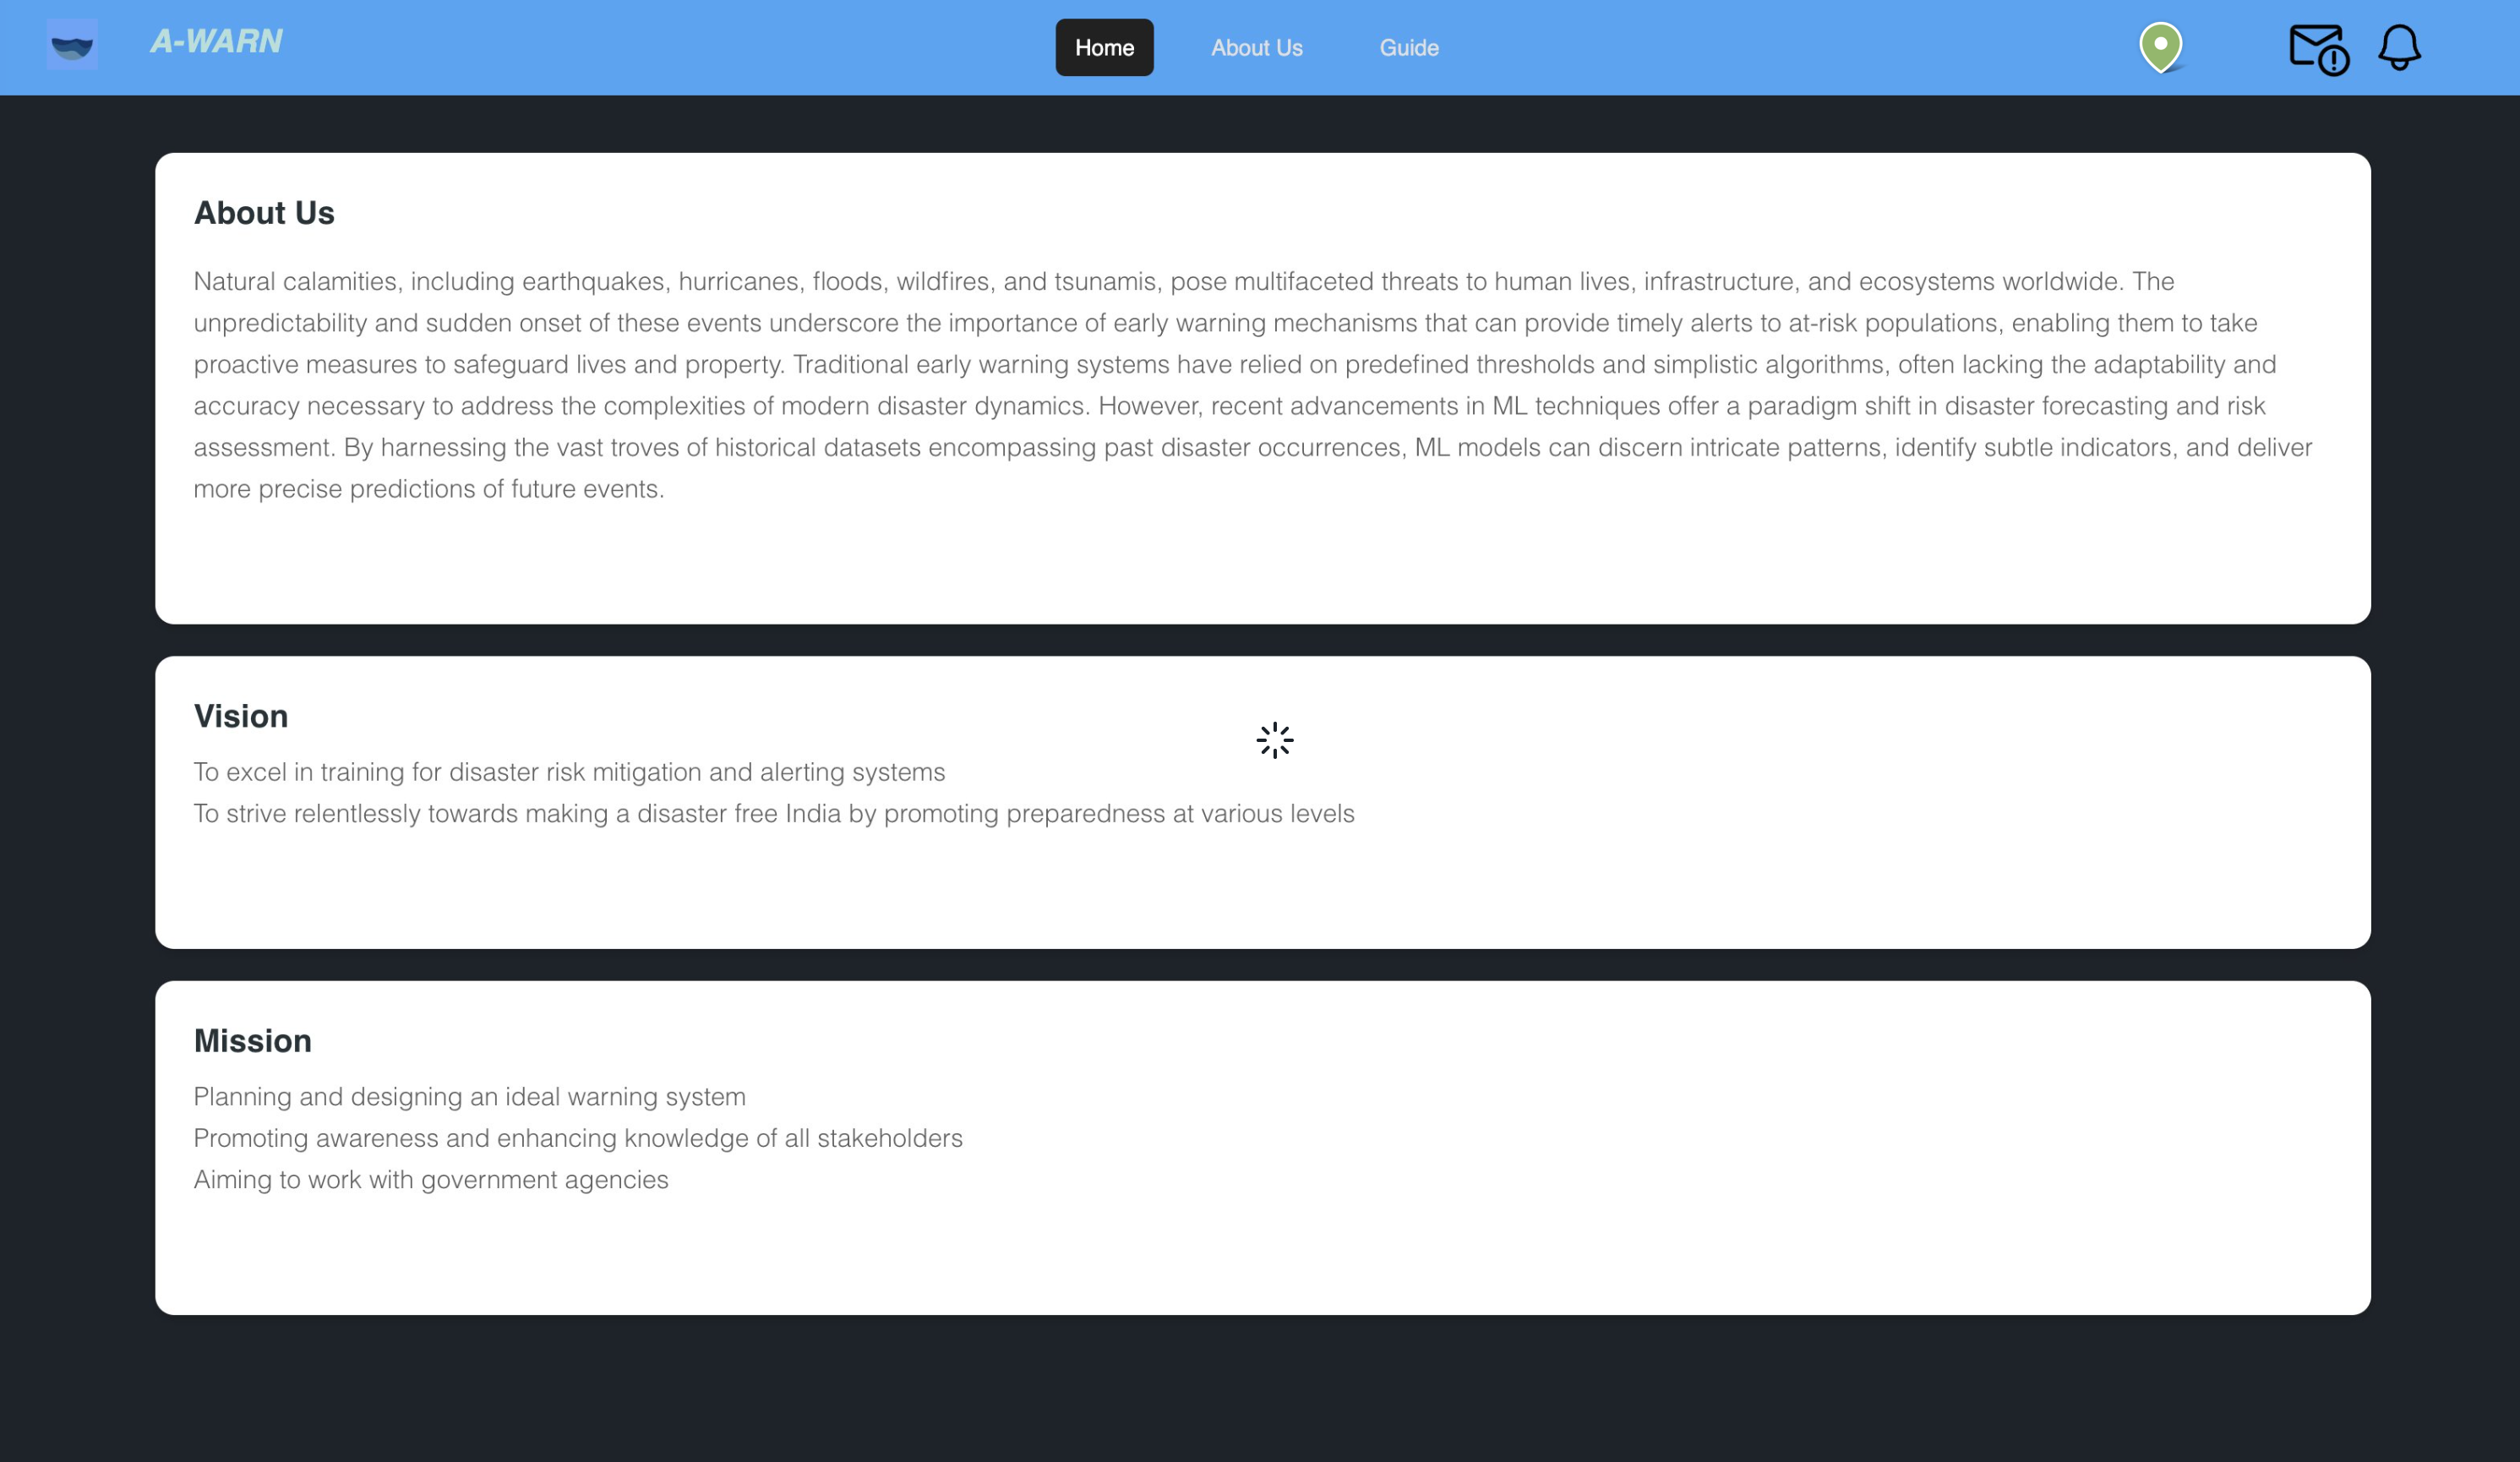 A-WARN
Home
About Us
Guide
About Us
Natural calamities, including earthquakes, hurricanes, floods, wildfires, and tsunamis, pose multifaceted threats to human lives, infrastructure, and ecosystems worldwide. The
unpredictability and sudden onset of these events underscore the importance of early warning mechanisms that can provide timely alerts to at-risk populations, enabling them to take
proactive measures to safeguard lives and property. Traditional early warning systems have relied on predefined thresholds and simplistic algorithms, often lacking the adaptability and
accuracy necessary to address the complexities of modern disaster dynamics. However, recent advancements in ML techniques offer a paradigm shift in disaster forecasting and risk
assessment. By harnessing the vast troves of historical datasets encompassing past disaster occurrences, ML models can discern intricate patterns, identify subtle indicators, and deliver
more precise predictions of future events.
Vision
To excel in training for disaster risk mitigation and alerting systems
To strive relentlessly towards making a disaster free India by promoting preparedness at various levels
Mission
Planning and designing an ideal warning system
Promoting awareness and enhancing knowledge of all stakeholders
Aiming to work with government agencies